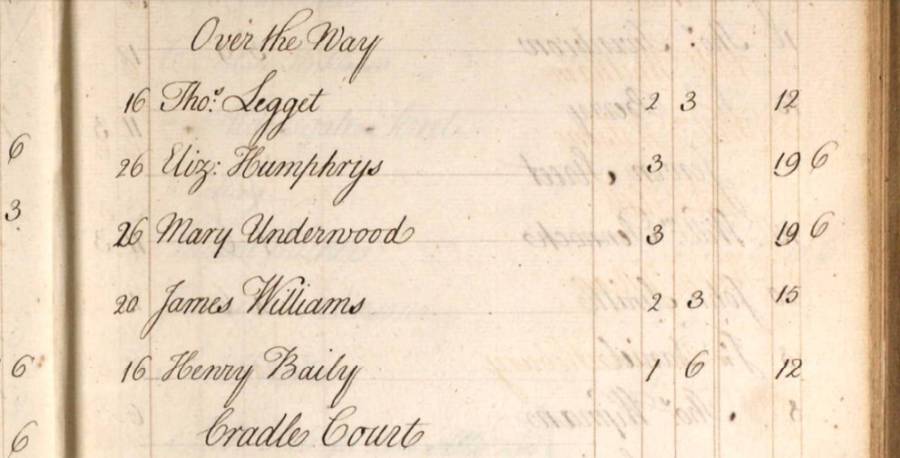 Over the Way
16 Thos. Legget 2 3 12
6
26 Eliz: Humphrys 3 19 6
3
26 Mary Underwood 3 19 6
20 James Williams 2 3 15
6 16 Henry Baily 1 6 12
6 Cradle Court